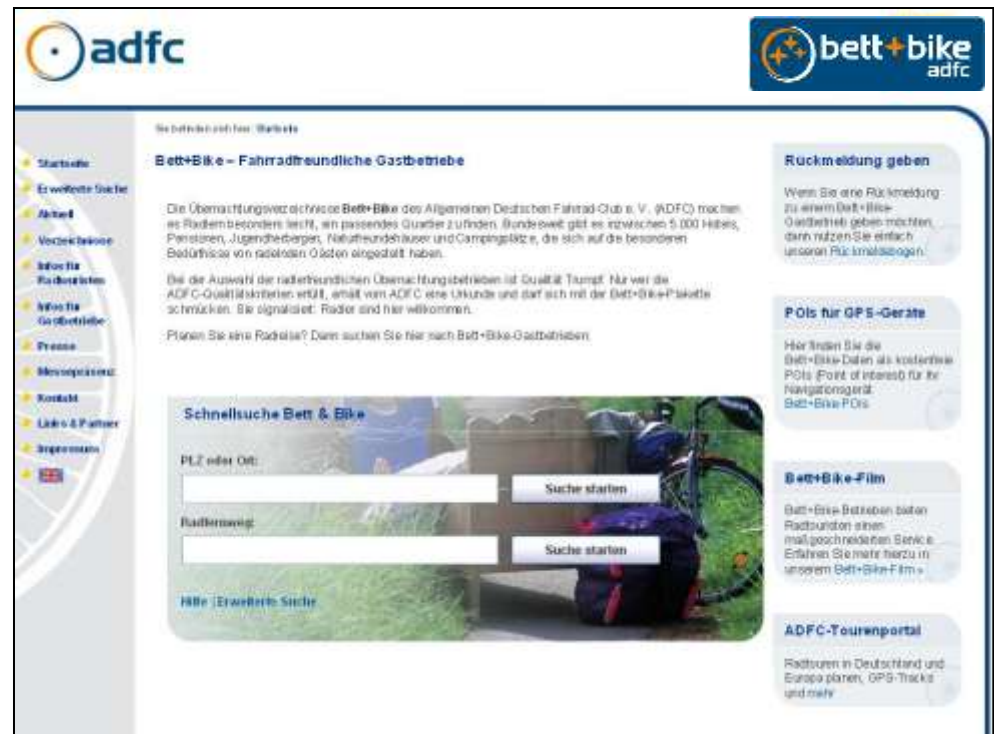 adfc
bett+bike
adfc
Sie befinden sich hier: Startseite
Startseite
Erweiterte Suche
Aktuell
Verzeichnisse
Infos für
Radtouristen
Infos für
Gastbetriebe
Presse
Messepräsenz
Kontakt
Links & Partner
Impressum
Bett+Bike – Fahrradfreundliche Gastbetriebe
Die Übernachtungsverzeichnisse Bett+Bike des Allgemeinen Deutschen Fahrrad-Club e. V. (ADFC) machen
es Radlern besonders leicht, ein passendes Quartier zu finden. Bundesweit gibt es inzwischen 5.000 Hotels,
Pensionen, Jugendherbergen, Naturfreundehäuser und Campingplätze, die sich auf die besonderen
Bedürfnisse von radelnden Gästen eingestellt haben.
Bei der Auswahl der radlerfreundlichen Übernachtungsbetrieben ist Qualität Trumpf. Nur wer die
ADFC-Qualitätskriterien erfüllt, erhält vom ADFC eine Urkunde und darf sich mit der Bett+Bike-Plakette
schmücken. Sie signalisiert: Radler sind hier willkommen.
Planen Sie eine Radreise? Dann suchen Sie hier nach Bett+Bike-Gastbetrieben:
Schnellsuche Bett & Bike
PLZ oder Ort:
Suche starten
Radfernweg:
Suche starten
Hilfe | Erweiterte Suche
Rückmeldung geben
Wenn Sie eine Rückmeldung
zu einem Bett+Bike-
Gastbetrieb geben möchten,
dann nutzen Sie einfach
unseren Rückmeldebogen.
POIs für GPS-Geräte
Hier finden Sie die
Bett+Bike-Daten als kostenfreie
POIs (Point of interest) für Ihr
Navigationsgerät.
Bett+Bike POIs
Bett+Bike-Film
Bett+Bike-Betrieben bieten
Radtouristen einen
maßgeschneiderten Service.
Erfahren Sie mehr hierzu in
unserem Bett+Bike-Film »
ADFC-Tourenportal
Radtouren in Deutschland und
Europa planen, GPS-Tracks
und mehr